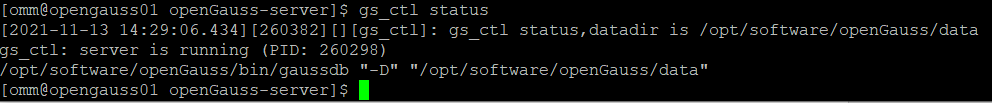 [omm@opengauss01 openGauss-server]$ gs_ctl status
[2021-11-13 14:29:06.434][260382][][gs_ctl]: gs_ctl status,datadir is /opt/software/openGauss/data
gs_ctl: server is running (PID: 260298)
/opt/software/openGauss/bin/gaussdb "-D" "/opt/software/openGauss/data"
[omm@opengauss01 openGauss-server]$